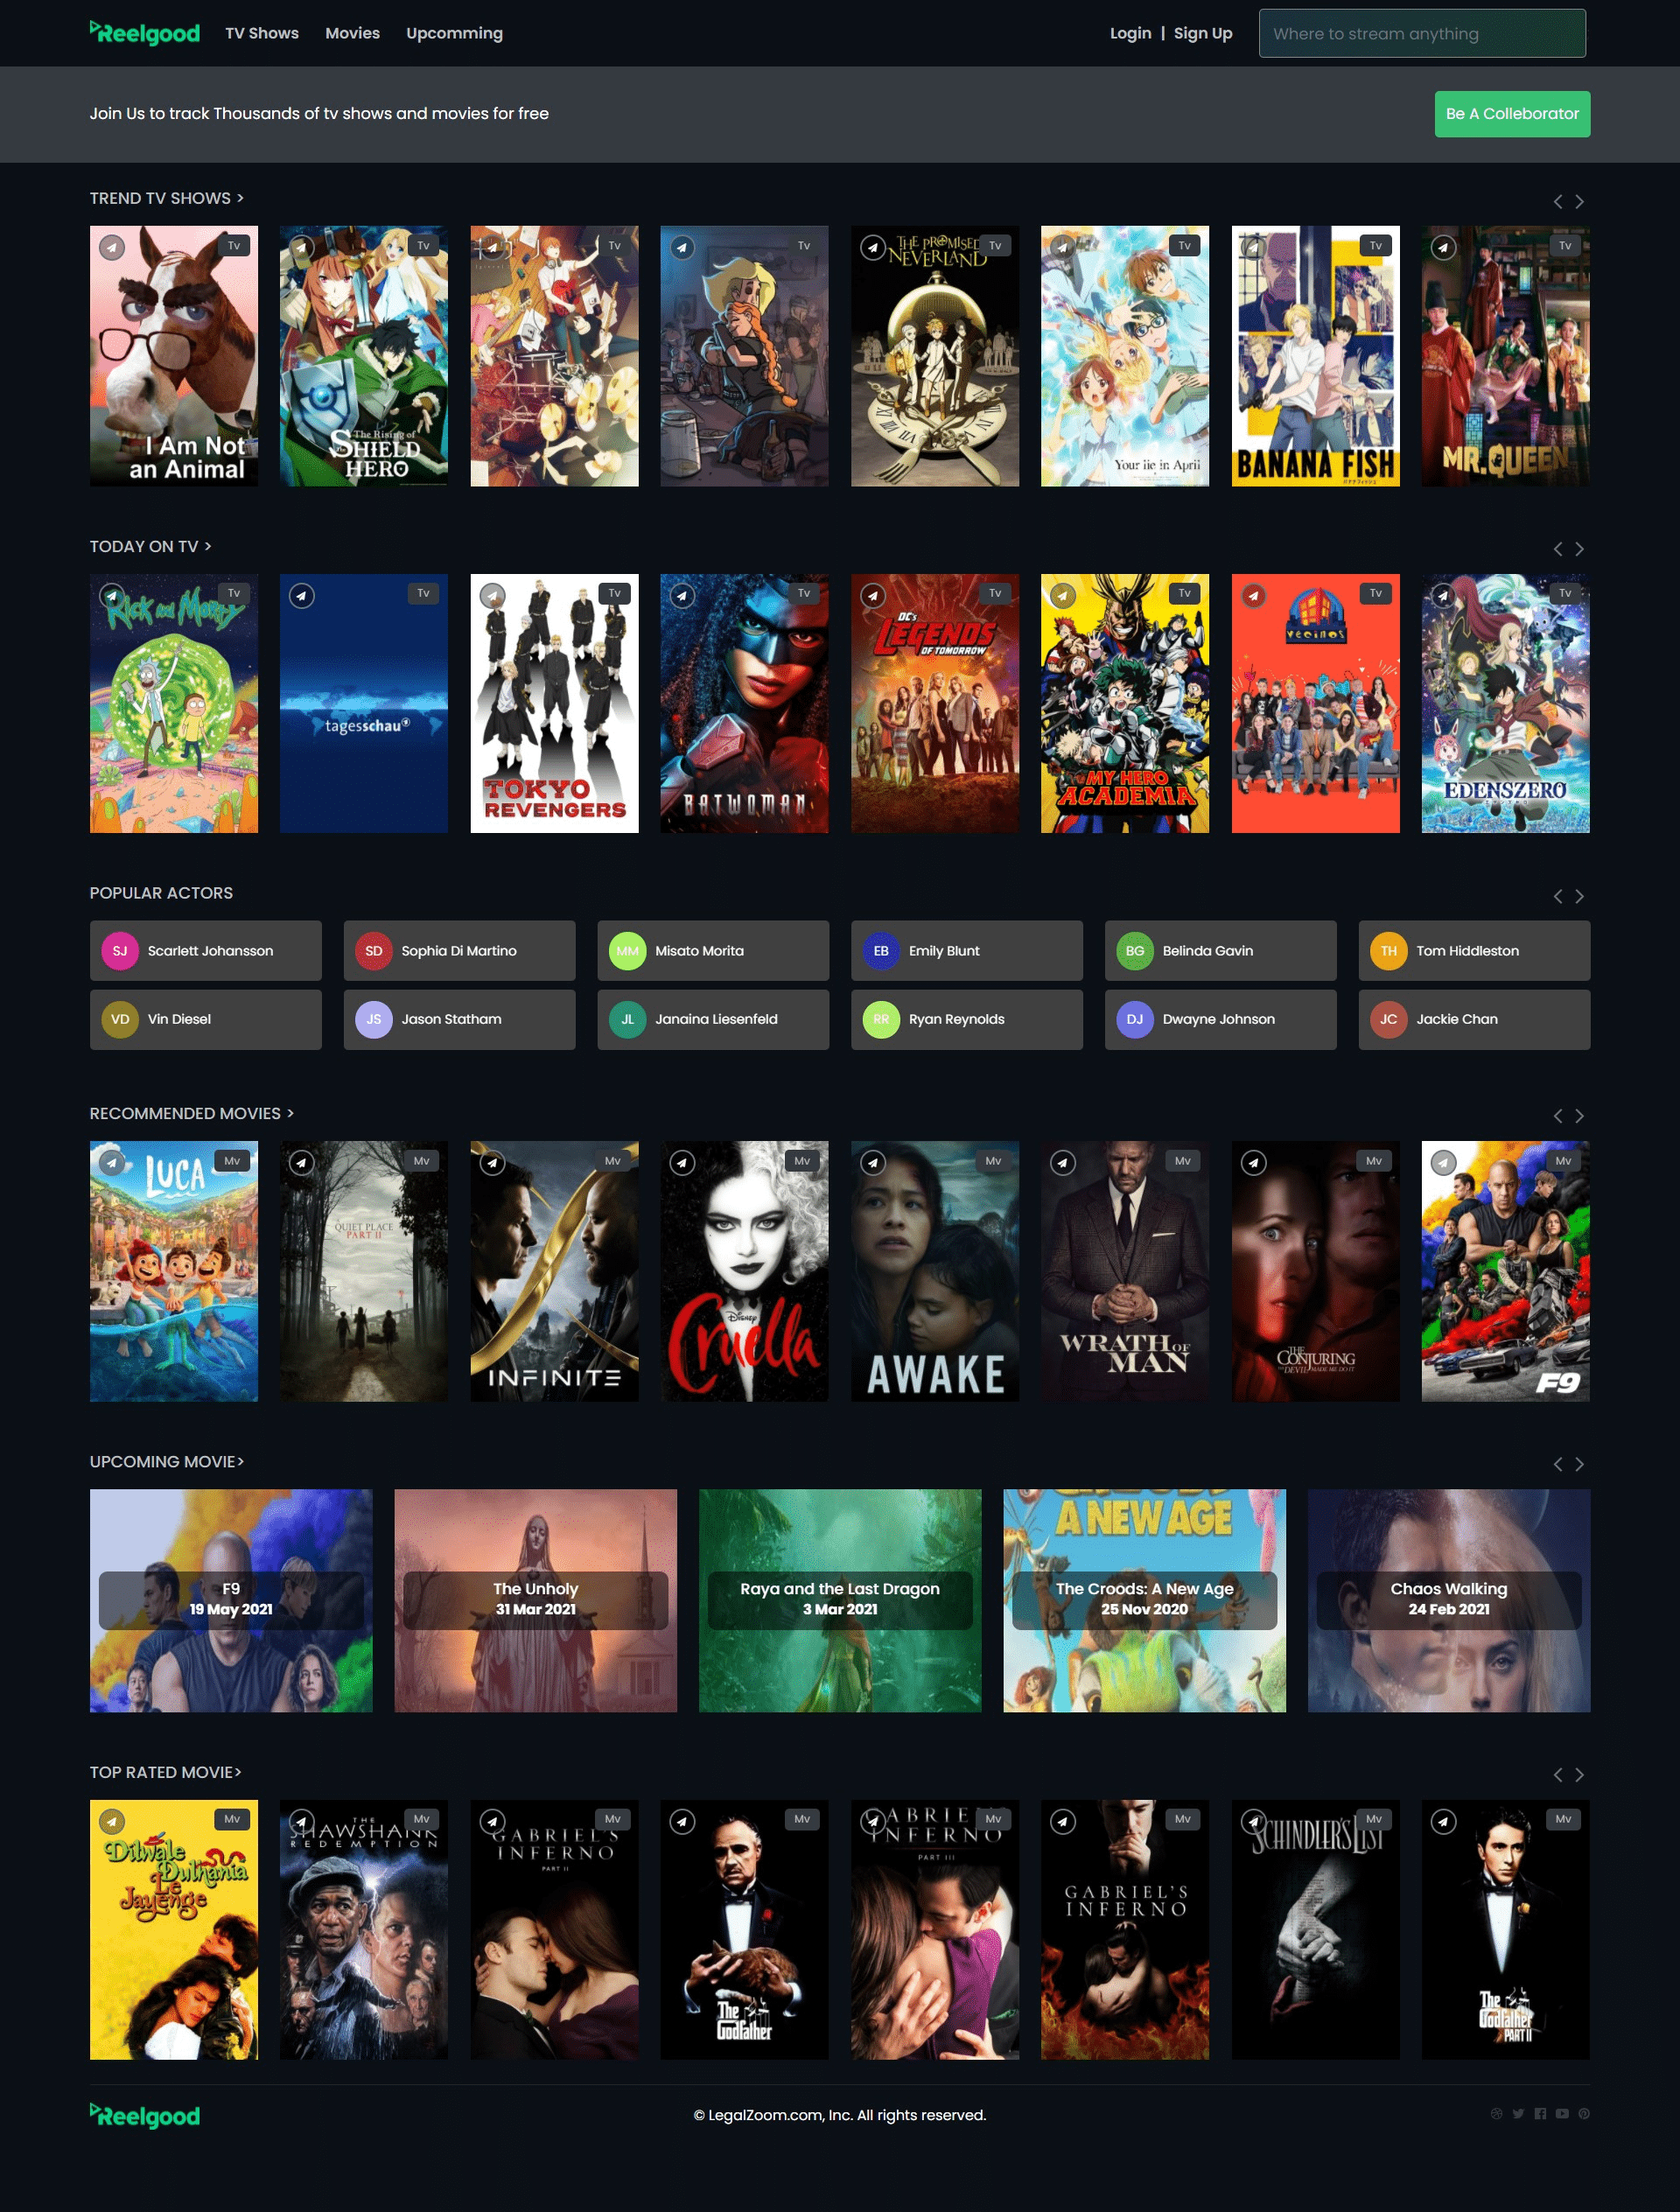 Reelgood TV Shows Movies Upcomming Login | Sign Up Where to stream anything
Join Us to track Thousands of tv shows and movies for free Be A Colleborator
TREND TV SHOWS >
Tv Tv Tv Tv Tv Tv Tv Tv
I Am Not
an Animal
The Rising of
SHIELD
HERO
THE PROMISED
NEVERLAND
Your lie in April
BANANA FISH
MR. QUEEN
TODAY ON TV >
Tv Tv Tv Tv Tv Tv Tv Tv
Rick and Morty
tagesschau
TOKYO
REVENGERS
BATWOMAN
DC's
LEGENDS
OF TOMORROW
MY HERO
ACADEMIA
vecinos
EDENSZERO
POPULAR ACTORS
SJ Scarlett Johansson SD Sophia Di Martino MM Misato Morita EB Emily Blunt BG Belinda Gavin TH Tom Hiddleston
VD Vin Diesel JS Jason Statham JL Janaina Liesenfeld RR Ryan Reynolds DJ Dwayne Johnson JC Jackie Chan
RECOMMENDED MOVIES >
Mv Mv Mv Mv Mv Mv Mv Mv
LUCA
QUIET PLACE
PART II
INFINITE
Disney
Cruella
AWAKE
WRATH OF
MAN
THE
CONJURING
THE DEVIL MADE ME DO IT
F9
UPCOMING MOVIE>
A NEW AGE
F9
19 May 2021
The Unholy
31 Mar 2021
Raya and the Last Dragon
3 Mar 2021
The Croods: A New Age
25 Nov 2020
Chaos Walking
24 Feb 2021
TOP RATED MOVIE>
Mv Mv Mv Mv Mv Mv Mv Mv
Dilwale
Dulhania
Le
Jayenge
THE
SHAWSHANK
REDEMPTION
GABRIEL'S
INFERNO
PART II
The
Godfather
GABRIEL'S
INFERNO
PART III
GABRIEL'S
INFERNO
SCHINDLER'S LIST
The
Godfather
PART II
Reelgood © LegalZoom.com, Inc. All rights reserved.